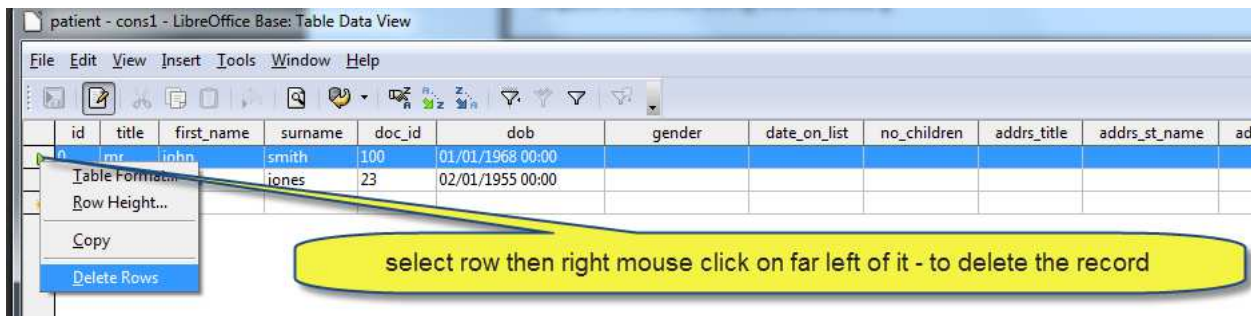 patient - cons1 - LibreOffice Base: Table Data View
File Edit View Insert Tools Window Help
id title first_name surname doc_id dob gender date_on_list no_children addrs_title addrs_st_name ad
0 mr john smith 100 01/01/1968 00:00
jones 23 02/01/1955 00:00
Table Format...
Row Height...
Copy
Delete Rows
select row then right mouse click on far left of it - to delete the record